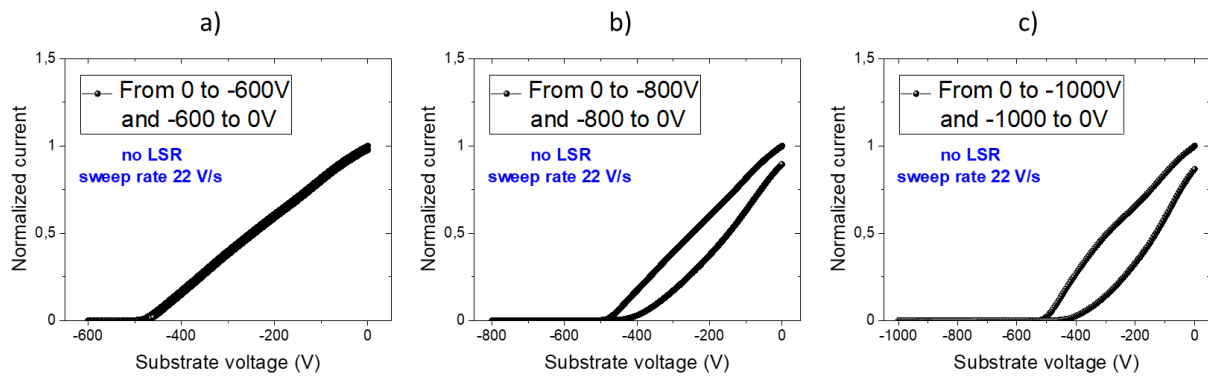 a)
1,5
1
0,5
0
Normalized current
From 0 to -600V
and -600 to 0V
no LSR
sweep rate 22 V/s
-600
-400
-200
0
Substrate voltage (V)
b)
1,5
1
0,5
0
Normalized current
From 0 to -800V
and -800 to 0V
no LSR
sweep rate 22 V/s
-800
-600
-400
-200
0
Substrate voltage (V)
c)
1,5
1
0,5
0
Normalized current
From 0 to -1000V
and -1000 to 0V
no LSR
sweep rate 22 V/s
-1000
-800
-600
-400
-200
0
Substrate voltage (V)